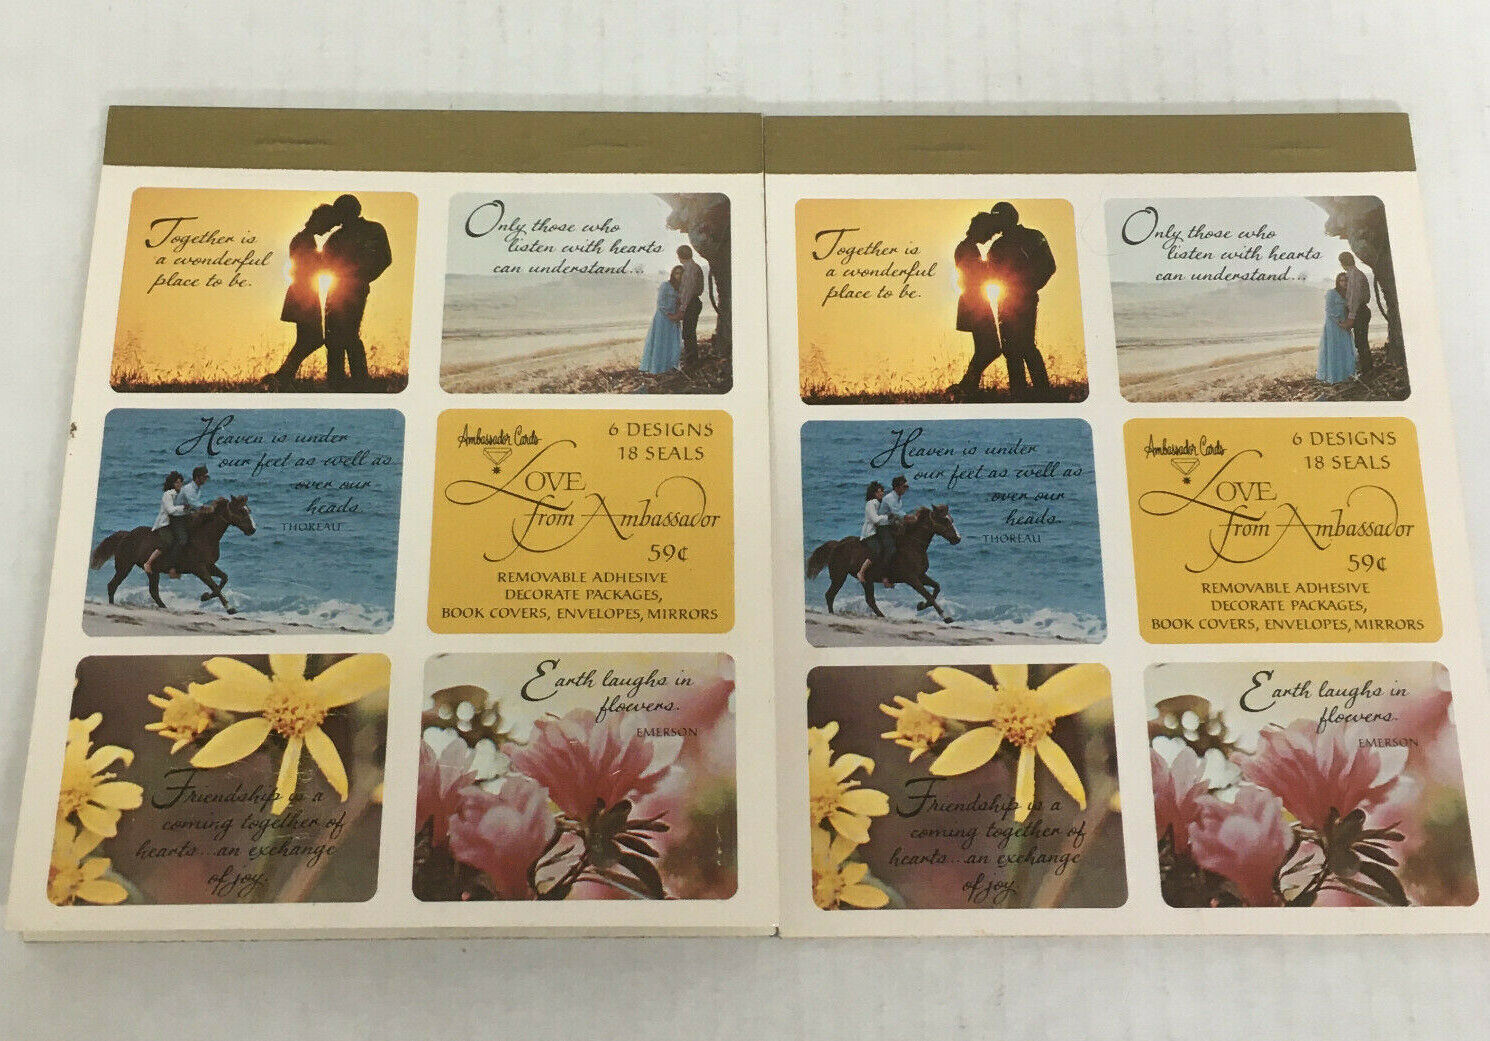 Together is
a wonderful
place to be.
Only those who
listen with hearts
can understand...
Heaven is under
our feet as well as
over our
heads.
THOREAU
Ambassador Cards
6 DESIGNS
18 SEALS
LOVE
from Ambassador
59¢
REMOVABLE ADHESIVE
DECORATE PACKAGES,
BOOK COVERS, ENVELOPES, MIRRORS
Friendship is a
coming together of
hearts...an exchange
of joy.
Earth laughs in
flowers.
EMERSON
Together is
a wonderful
place to be.
Only those who
listen with hearts
can understand...
Heaven is under
our feet as well as
over our
heads.
THOREAU
Ambassador Cards
6 DESIGNS
18 SEALS
LOVE
from Ambassador
59¢
REMOVABLE ADHESIVE
DECORATE PACKAGES,
BOOK COVERS, ENVELOPES, MIRRORS
Friendship is a
coming together of
hearts...an exchange
of joy.
Earth laughs in
flowers.
EMERSON